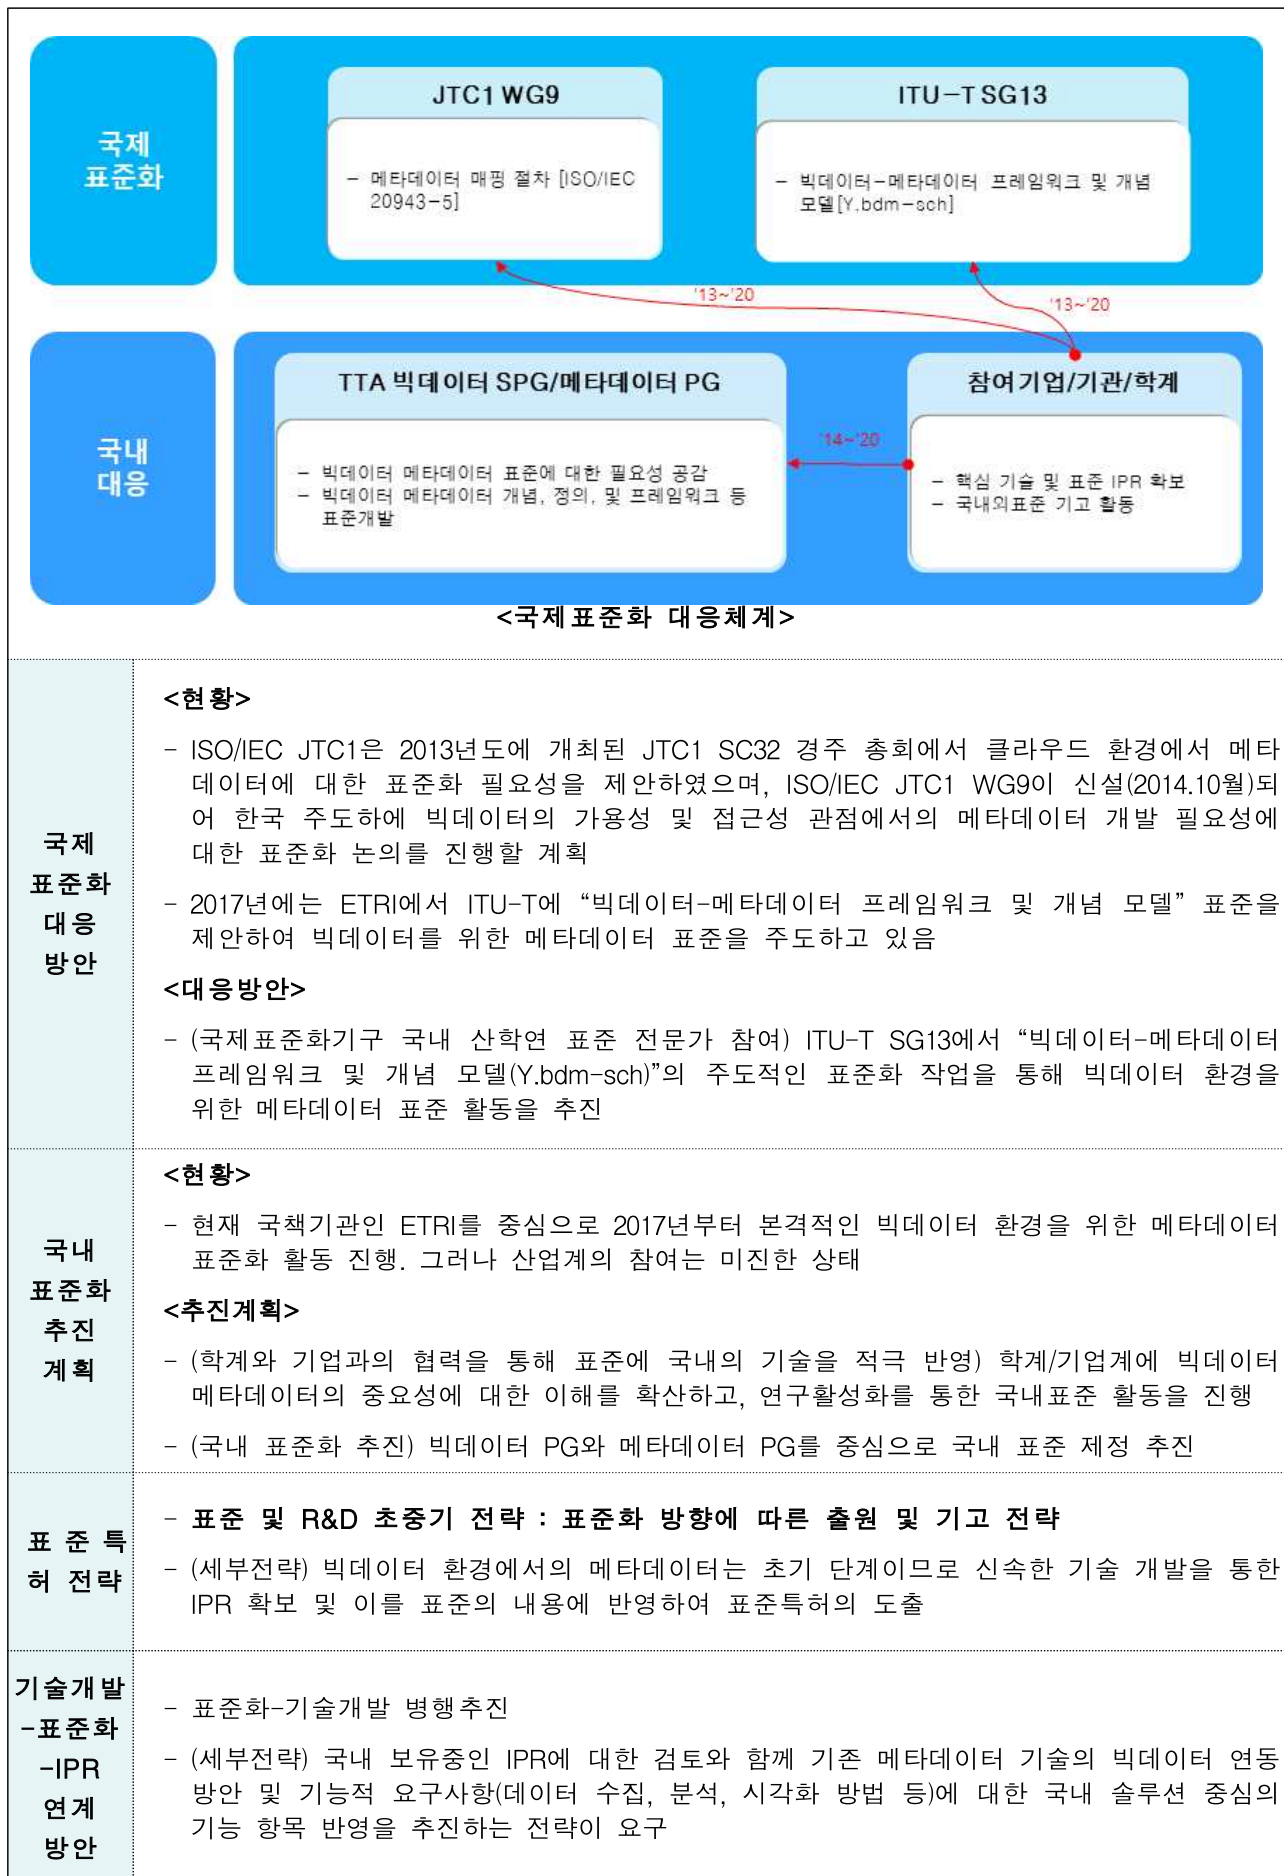 국제
표준화
JTC1 WG9
- 메타데이터 매핑 절차 [ISO/IEC
20943-5]
ITU-T SG13
- 빅데이터-메타데이터 프레임워크 및 개념
모델[Y.bdm-sch]
'13~'20
'13~'20
국내
대응
TTA 빅데이터 SPG/메타데이터 PG
- 빅데이터 메타데이터 표준에 대한 필요성 공감
- 빅데이터 메타데이터 개념, 정의, 및 프레임워크 등
표준개발
'14~'20
참여기업/기관/학계
- 핵심 기술 및 표준 IPR 확보
- 국내외표준 기고 활동
<국제표준화 대응체계>
국제
표준화
대응
방안
<현황>
- ISO/IEC JTC1은 2013년도에 개최된 JTC1 SC32 경주 총회에서 클라우드 환경에서 메타
데이터에 대한 표준화 필요성을 제안하였으며, ISO/IEC JTC1 WG9이 신설(2014.10월)되
어 한국 주도하에 빅데이터의 가용성 및 접근성 관점에서의 메타데이터 개발 필요성에
대한 표준화 논의를 진행할 계획
- 2017년에는 ETRI에서 ITU-T에 “빅데이터-메타데이터 프레임워크 및 개념 모델” 표준을
제안하여 빅데이터를 위한 메타데이터 표준을 주도하고 있음
<대응방안>
- (국제표준화기구 국내 산학연 표준 전문가 참여) ITU-T SG13에서 “빅데이터-메타데이터
프레임워크 및 개념 모델(Y.bdm-sch)”의 주도적인 표준화 작업을 통해 빅데이터 환경을
위한 메타데이터 표준 활동을 추진
국내
표준화
추진
계획
<현황>
- 현재 국책기관인 ETRI를 중심으로 2017년부터 본격적인 빅데이터 환경을 위한 메타데이터
표준화 활동 진행. 그러나 산업계의 참여는 미진한 상태
<추진계획>
- (학계와 기업과의 협력을 통해 표준에 국내의 기술을 적극 반영) 학계/기업계에 빅데이터
메타데이터의 중요성에 대한 이해를 확산하고, 연구활성화를 통한 국내표준 활동을 진행
- (국내 표준화 추진) 빅데이터 PG와 메타데이터 PG를 중심으로 국내 표준 제정 추진
표 준 특
허 전략
- 표준 및 R&D 초중기 전략 : 표준화 방향에 따른 출원 및 기고 전략
- (세부전략) 빅데이터 환경에서의 메타데이터는 초기 단계이므로 신속한 기술 개발을 통한
IPR 확보 및 이를 표준의 내용에 반영하여 표준특허의 도출
기술개발
-표준화
-IPR
연계
방안
- 표준화-기술개발 병행추진
- (세부전략) 국내 보유중인 IPR에 대한 검토와 함께 기존 메타데이터 기술의 빅데이터 연동
방안 및 기능적 요구사항(데이터 수집, 분석, 시각화 방법 등)에 대한 국내 솔루션 중심의
기능 항목 반영을 추진하는 전략이 요구